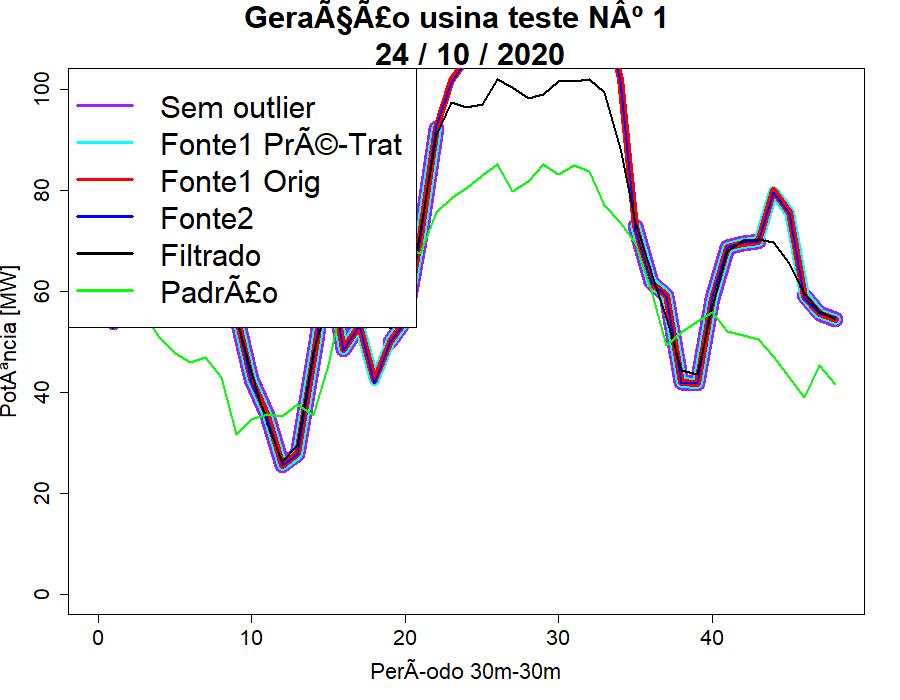 GeraÃ§Ã£o usina teste NÂº 1
24 / 10 / 2020
PotÃªncia [MW]
100
80
60
40
20
0
Sem outlier
Fonte1 PrÃ©-Trat
Fonte1 Orig
Fonte2
Filtrado
PadrÃ£o
0 10 20 30 40
PerÃ-odo 30m-30m